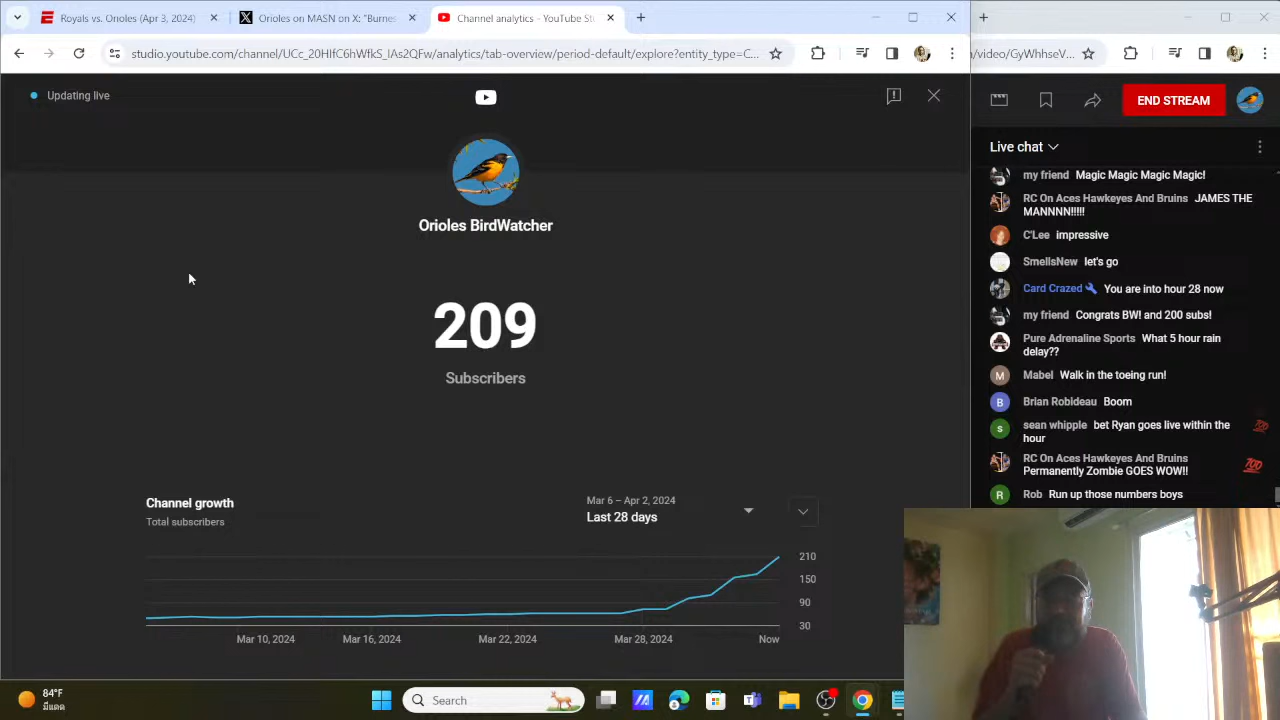 Royals vs. Orioles (Apr 3, 2024)
Orioles on MASN on X: "Burnes
Channel analytics - YouTube St
studio.youtube.com/channel/UCc_20HIfC6hWfkS_IAs2QFw/analytics/tab-overview/period-default/explore?entity_type=C...
/video/GyWhhseV...
Updating live
END STREAM
Orioles BirdWatcher
209
Subscribers
Channel growth
Total subscribers
Mar 6 – Apr 2, 2024
Last 28 days
210
150
90
30
Mar 10, 2024
Mar 16, 2024
Mar 22, 2024
Mar 28, 2024
Now
Live chat
my friend Magic Magic Magic Magic!
RC On Aces Hawkeyes And Bruins JAMES THE
MANNNN!!!!!
C'Lee impressive
SmellsNew let's go
Card Crazed You are into hour 28 now
my friend Congrats BW! and 200 subs!
Pure Adrenaline Sports What 5 hour rain
delay??
Mabel Walk in the toeing run!
Brian Robideau Boom
sean whipple bet Ryan goes live within the
hour
RC On Aces Hawkeyes And Bruins
Permanently Zombie GOES WOW!!
Rob Run up those numbers boys
84°F
มีแดด
Search